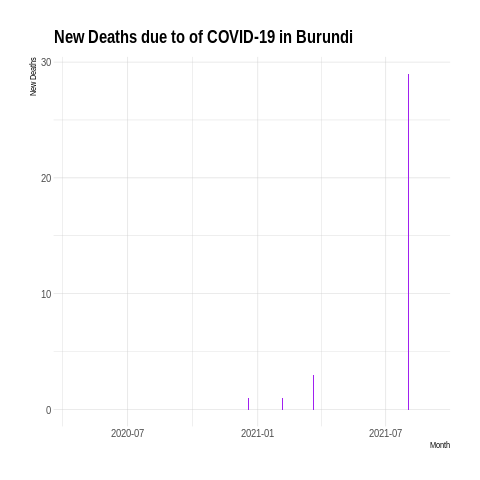 New Deaths due to of COVID-19 in Burundi
New Deaths
30
20
10
0
2020-07
2021-01
2021-07
Month